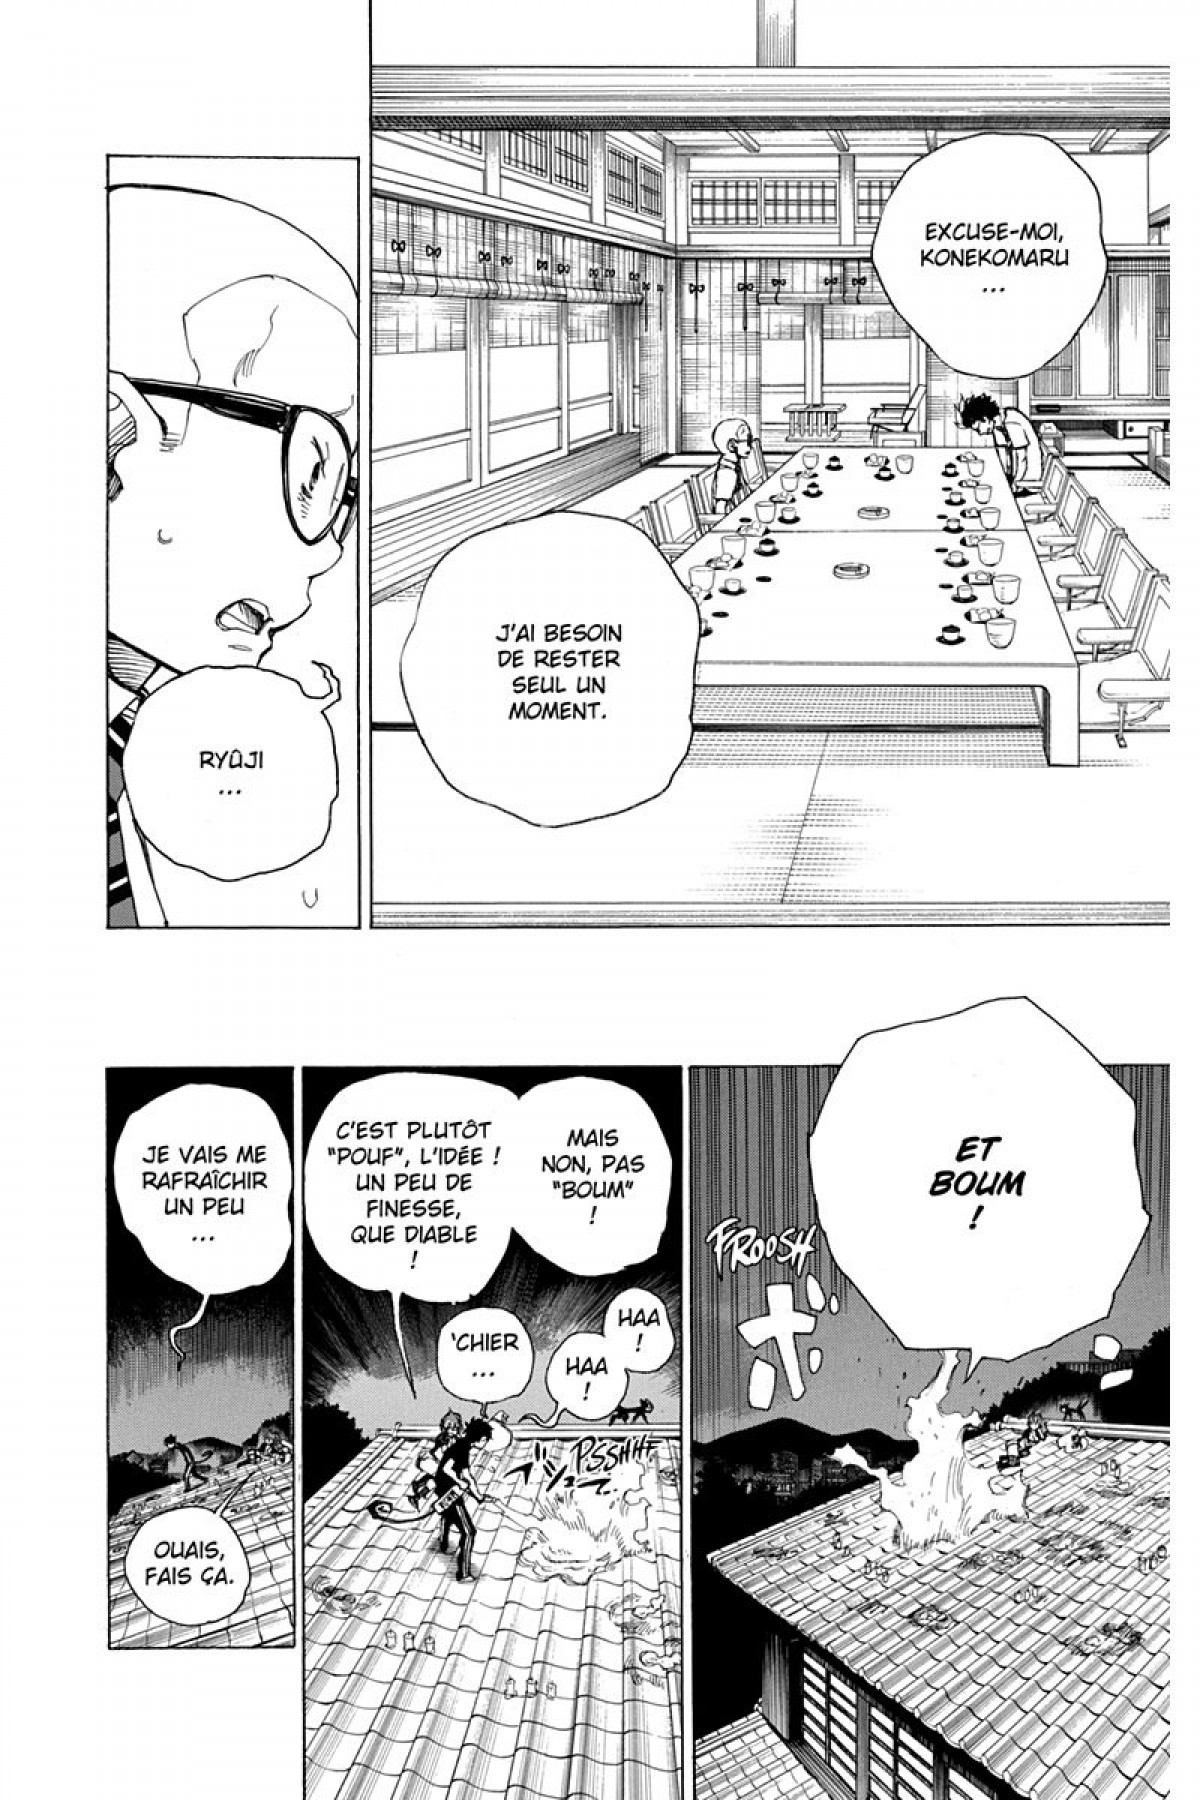 EXCUSE-MOI,
KONEKOMARU
...
J'AI BESOIN
DE RESTER
SEUL UN
MOMENT.
RYÛJI
...
ET
BOUM
!
FROOSH
ボ
MAIS
NON, PAS
"BOUM"
!
C'EST PLUTÔT
"POUF", L'IDÉE !
UN PEU DE
FINESSE,
QUE DIABLE
!
HAA
!
HAA
!
'CHIER
...
PSSHHF
JE VAIS ME
RAFRAÎCHIR
UN PEU
...
OUAIS,
FAIS ÇA.